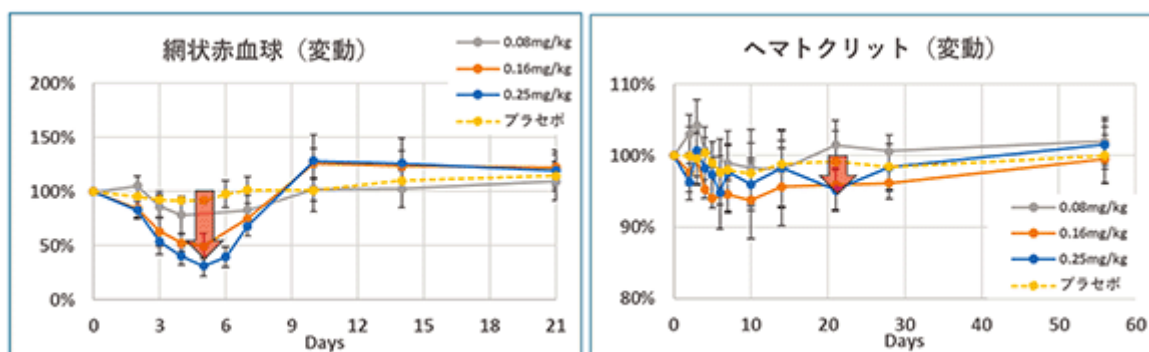 網状赤血球（変動）
0.08mg/kg
0.16mg/kg
0.25mg/kg
プラセボ
200%
150%
100%
50%
0%
0 3 6 9 12 15 18 21
Days
ヘマトクリット（変動）
110%
100%
90%
80%
0.08mg/kg
0.16mg/kg
0.25mg/kg
プラセボ
0 10 20 30 40 50 60
Days